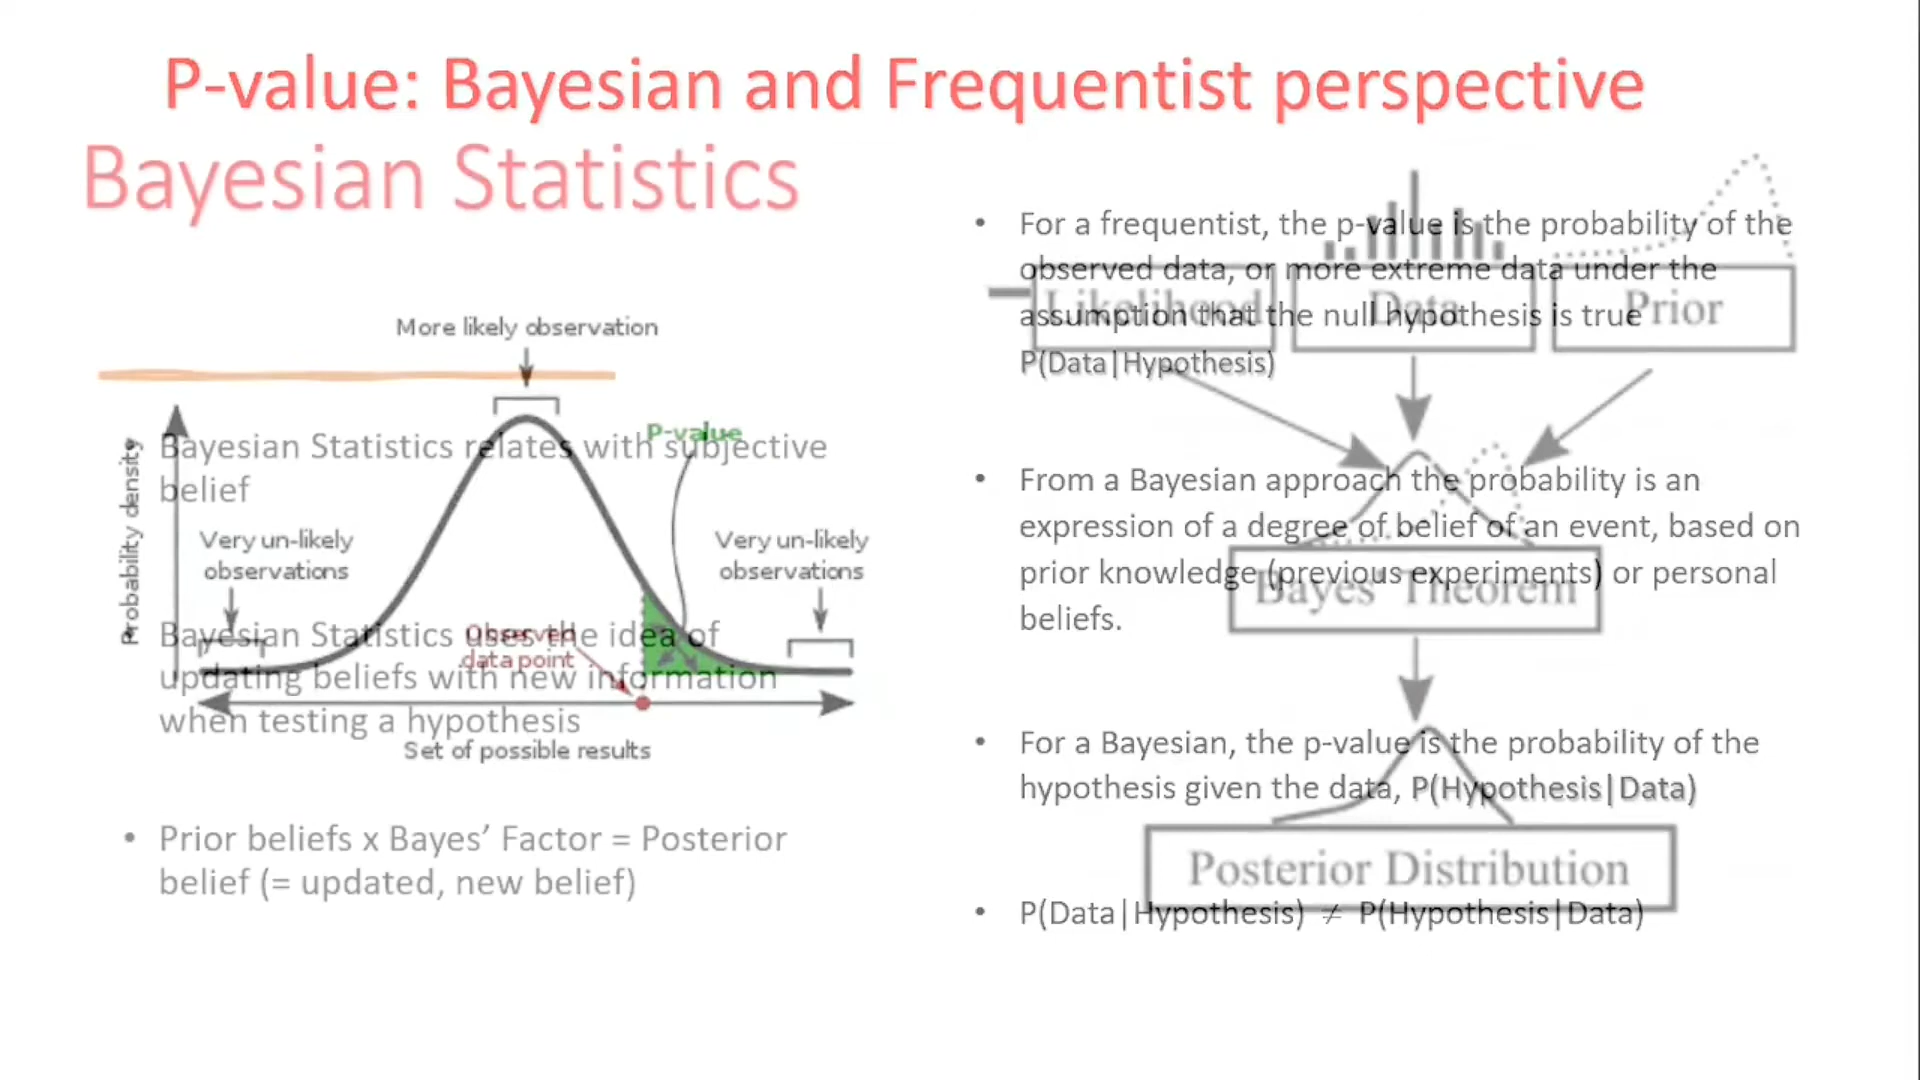 P-value: Bayesian and Frequentist perspective
Bayesian Statistics
More likely observation
P-value
Probability density
Very un-likely
observations
Very un-likely
observations
Observed
data point
Set of possible results
Bayesian Statistics relates with subjective
belief
Bayesian Statistics uses the idea of
updating beliefs with new information
when testing a hypothesis
• Prior beliefs x Bayes’ Factor = Posterior
belief (= updated, new belief)
• For a frequentist, the p-value is the probability of the
observed data, or more extreme data under the
assumption that the null hypothesis is true
P(Data|Hypothesis)
• From a Bayesian approach the probability is an
expression of a degree of belief of an event, based on
prior knowledge (previous experiments) or personal
beliefs.
• For a Bayesian, the p-value is the probability of the
hypothesis given the data, P(Hypothesis|Data)
• P(Data|Hypothesis) ≠ P(Hypothesis|Data)
Likelihood
Data
Prior
Bayes' Theorem
Posterior Distribution